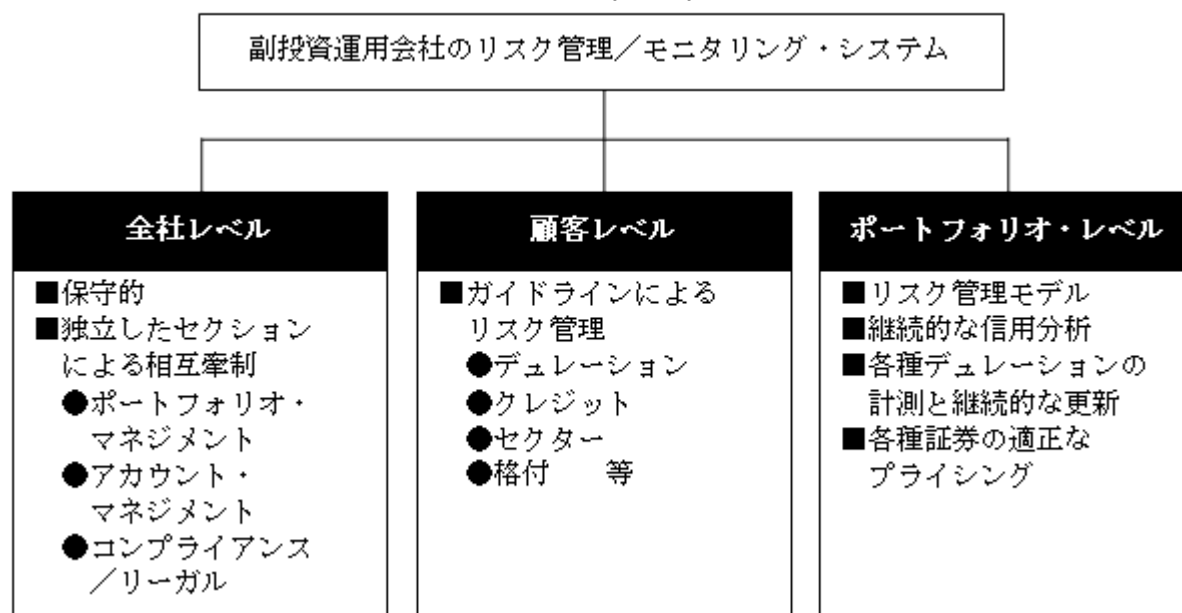 副投資運用会社のリスク管理／モニタリング・システム
全社レベル
■保守的
■独立したセクション
による相互牽制
●ポートフォリオ・
マネジメント
●アカウント・
マネジメント
●コンプライアンス
／リーガル
顧客レベル
■ガイドラインによる
リスク管理
●デュレーション
●クレジット
●セクター
●格付　等
ポートフォリオ・レベル
■リスク管理モデル
■継続的な信用分析
■各種デュレーションの
計測と継続的な更新
■各種証券の適正な
プライシング